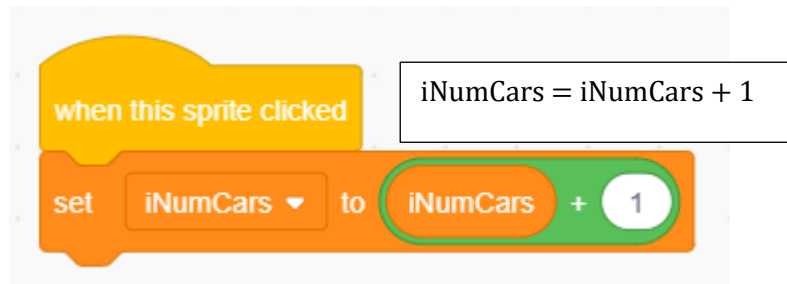 when this sprite clicked
iNumCars = iNumCars + 1
set iNumCars to iNumCars + 1